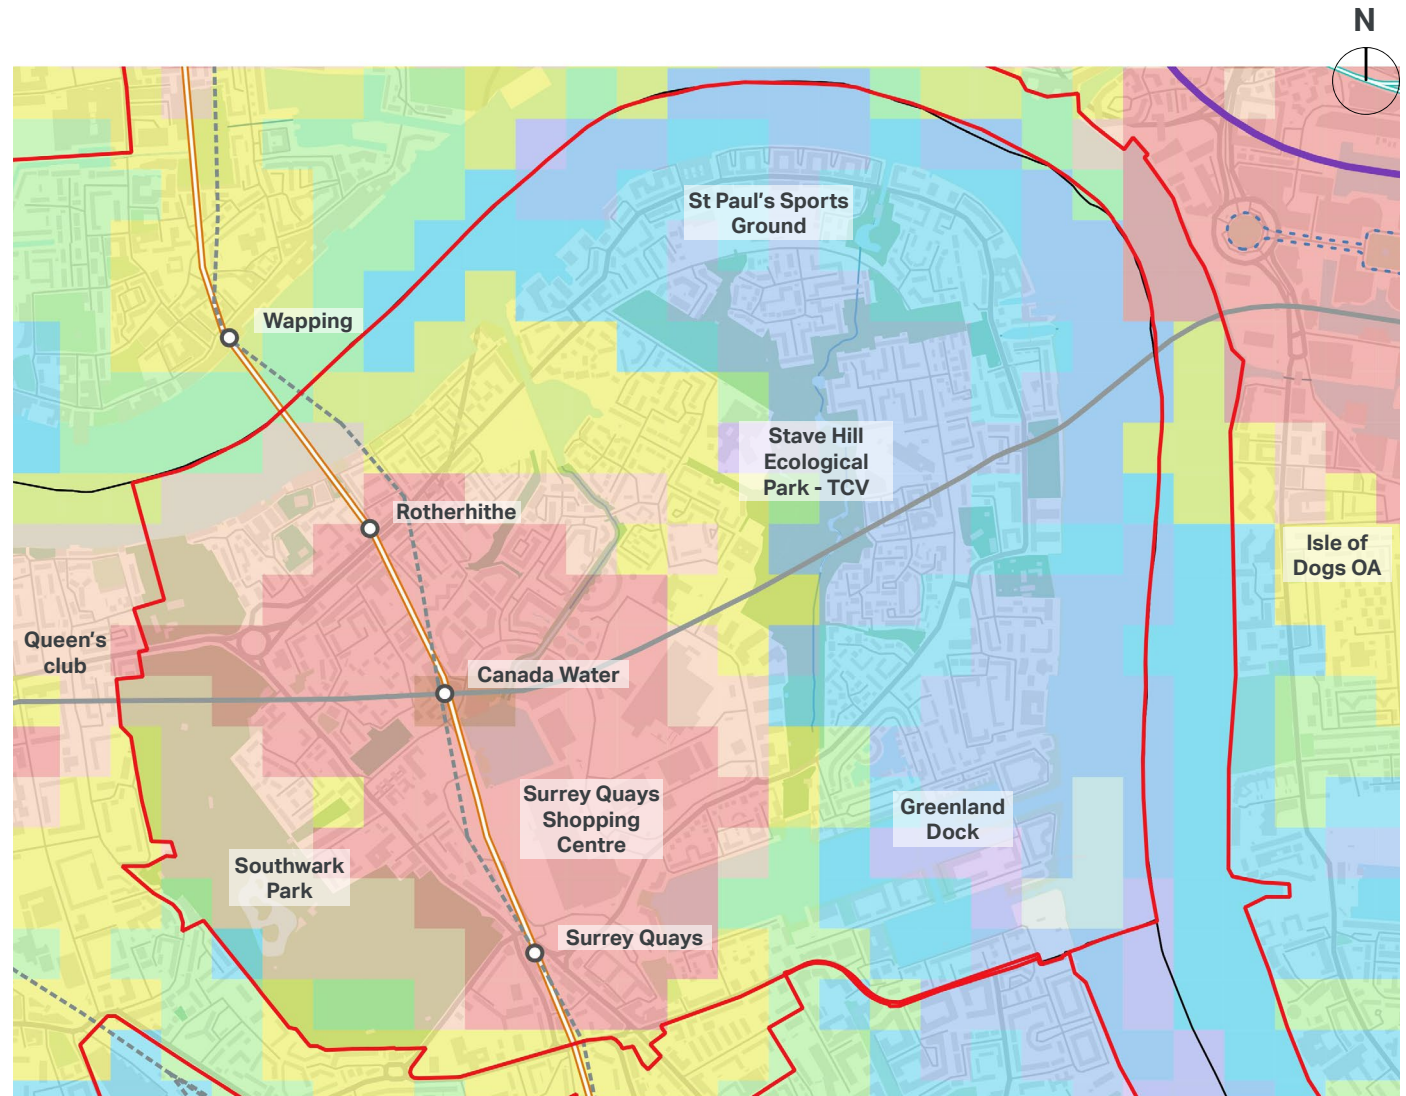 N
St Paul's Sports
Ground
Wapping
Stave Hill
Ecological
Park - TCV
Rotherhithe
Isle of
Dogs OA
Queen's
club
Canada Water
Surrey Quays
Shopping
Centre
Greenland
Dock
Southwark
Park
Surrey Quays